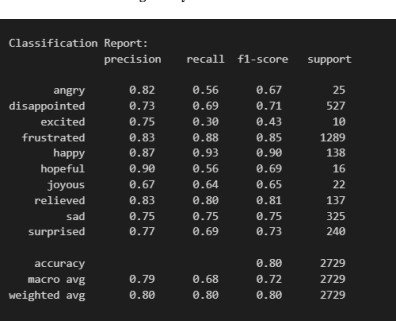 Classification Report:
precision recall f1-score support
angry 0.82 0.56 0.67 25
disappointed 0.73 0.69 0.71 527
excited 0.75 0.30 0.43 10
frustrated 0.83 0.88 0.85 1289
happy 0.87 0.93 0.90 138
hopeful 0.90 0.56 0.69 16
joyous 0.67 0.64 0.65 22
relieved 0.83 0.80 0.81 137
sad 0.75 0.75 0.75 325
surprised 0.77 0.69 0.73 240
accuracy 0.80 2729
macro avg 0.79 0.68 0.72 2729
weighted avg 0.80 0.80 0.80 2729